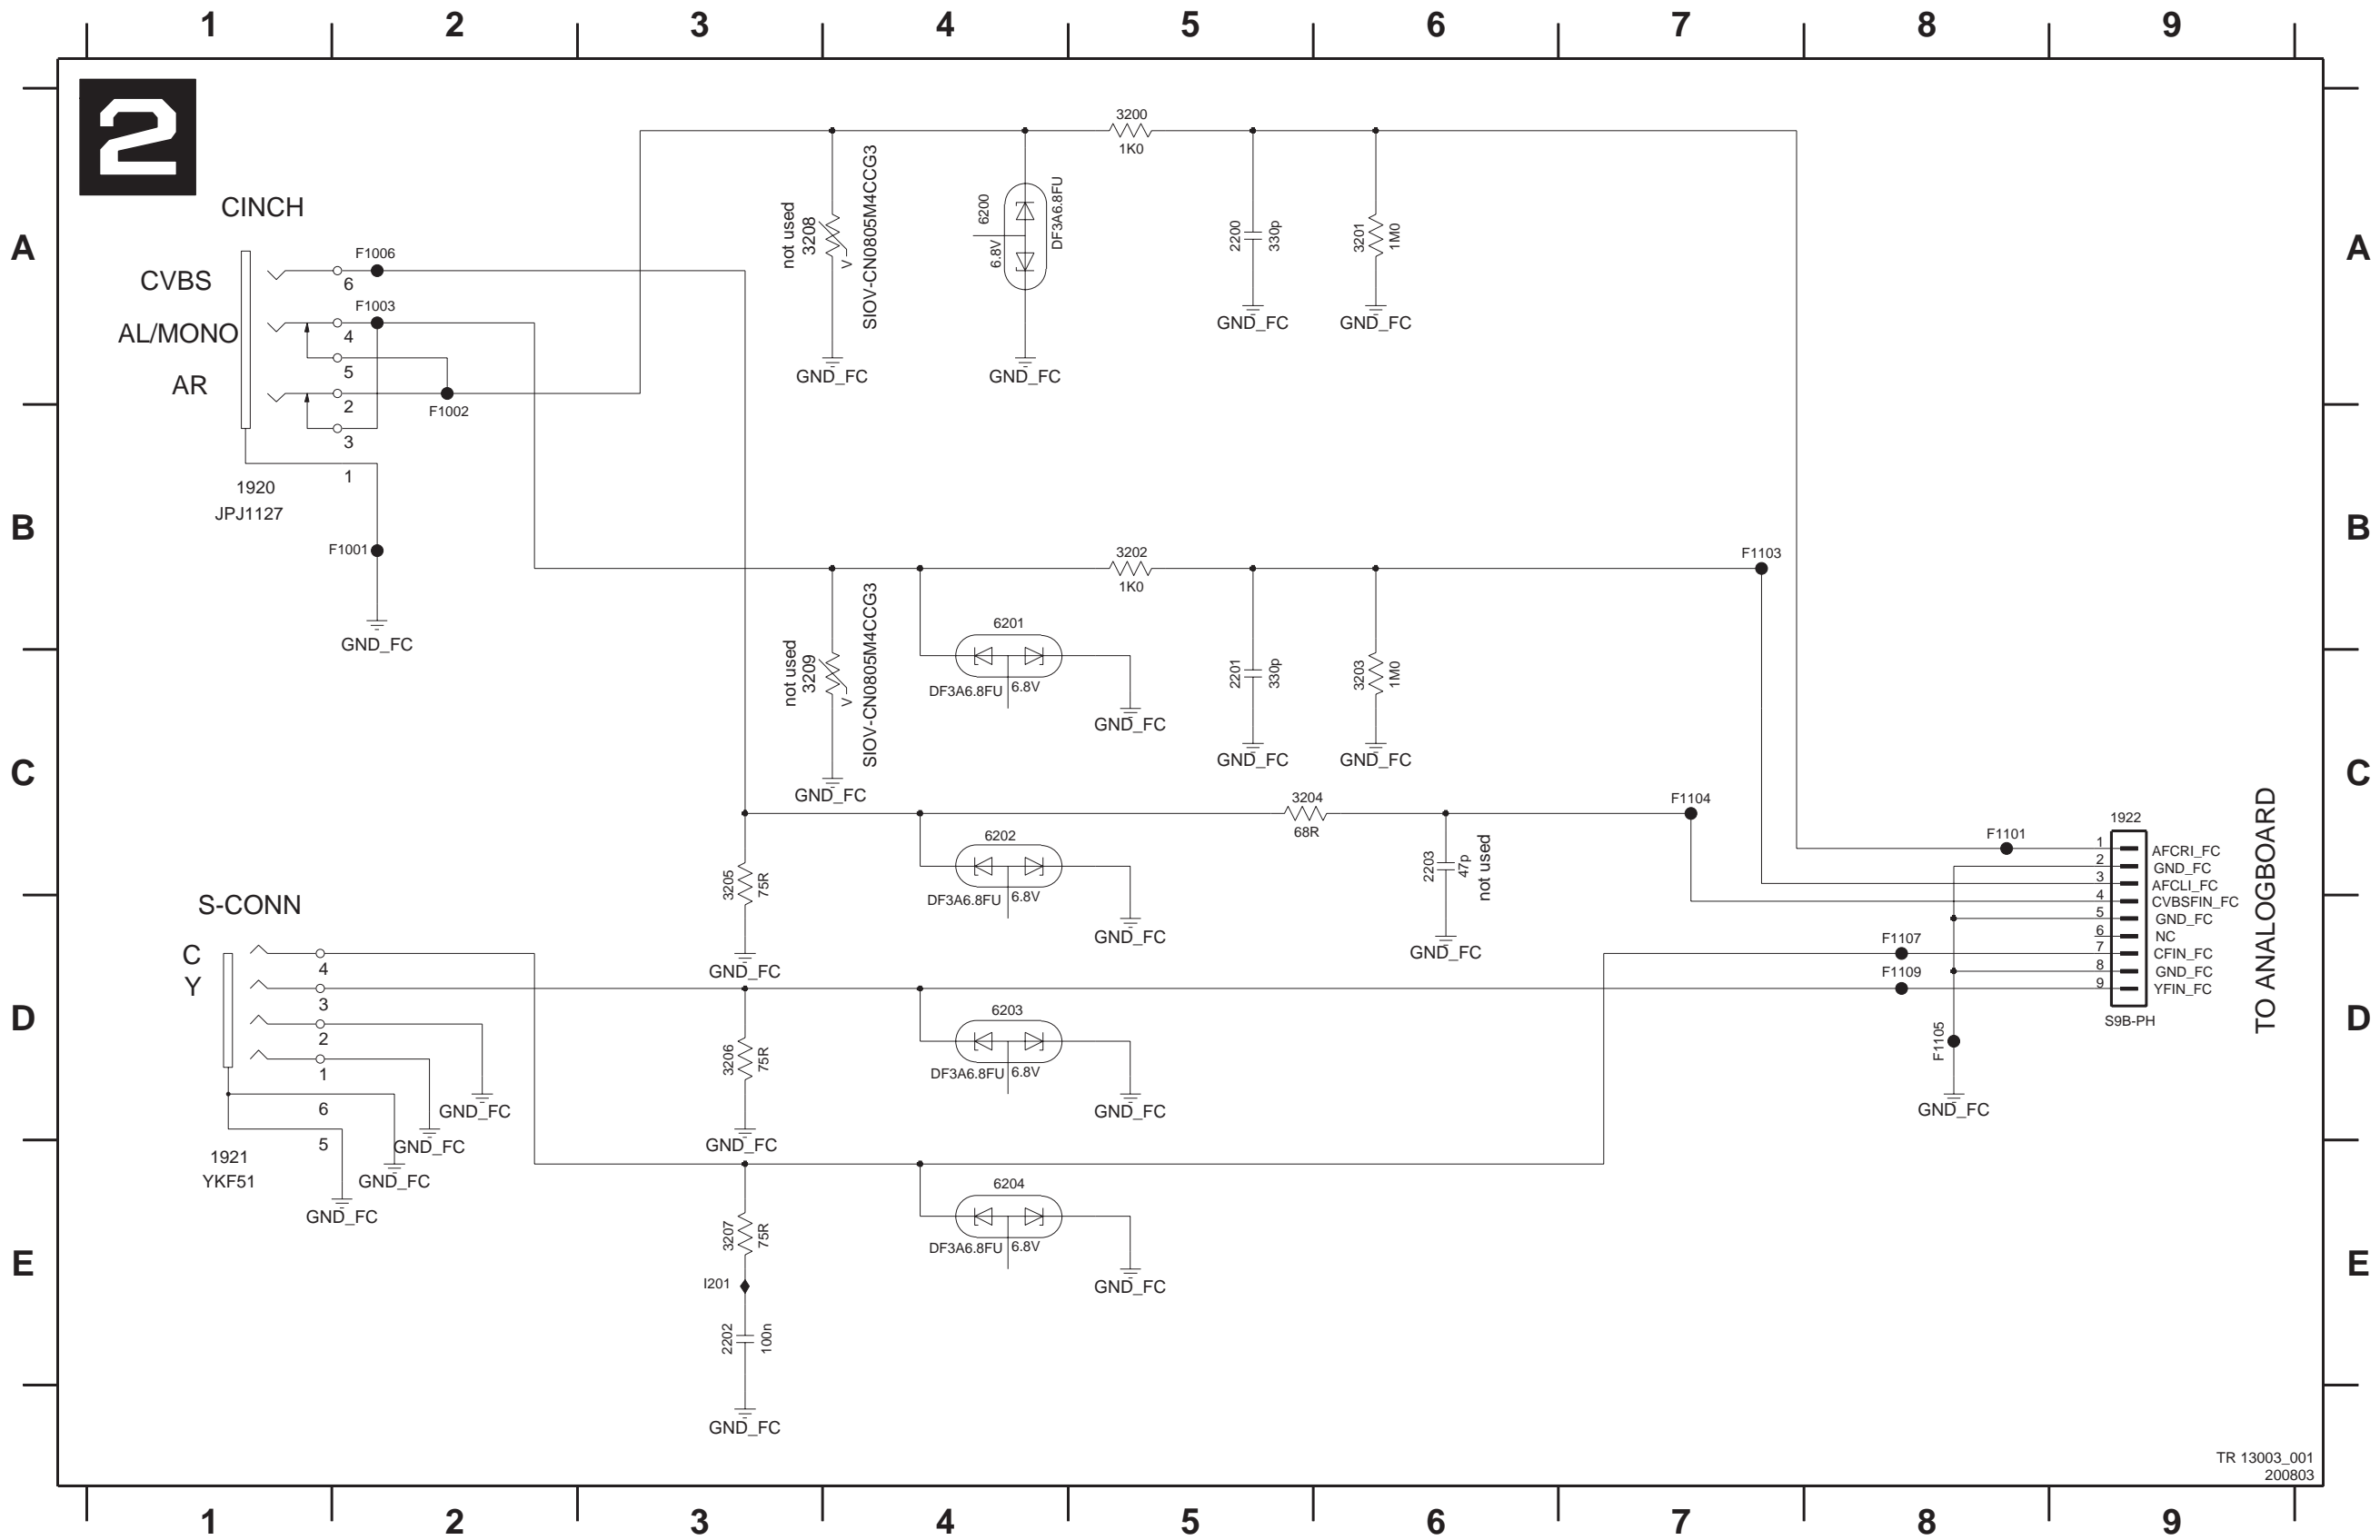 1 2 3 4 5 6 7 8 9
2
CINCH
CVBS
AL/MONO
AR
F1006
6
F1003
4
5
2
F1002
3
1
1920
JPJ1127
F1001
GND_FC
not used
3208
V
SIOV-CN0805M4CCG3
GND_FC
6200
6.8V
DF3A6.8FU
GND_FC
3200
1K0
2200
330p
GND_FC
3201
1M0
GND_FC
A
A
B
B
not used
3209
V
SIOV-CN0805M4CCG3
GND_FC
6201
DF3A6.8FU
6.8V
GND_FC
3202
1K0
2201
330p
GND_FC
3203
1M0
GND_FC
F1103
C
C
3205
75R
GND_FC
6202
DF3A6.8FU
6.8V
GND_FC
3204
68R
2203
47p
not used
GND_FC
F1104
F1101
1922
1 AFCRI_FC
2 GND_FC
3 AFCLI_FC
4 CVBSFIN_FC
5 GND_FC
6 NC
7 CFIN_FC
8 GND_FC
9 YFIN_FC
S9B-PH
TO ANALOGBOARD
F1107
F1109
F1105
GND_FC
S-CONN
C
Y
4
3
2
1
6
5
1921
YKF51
GND_FC
GND_FC
GND_FC
GND_FC
D
D
3206
75R
GND_FC
6203
DF3A6.8FU
6.8V
GND_FC
E
E
3207
75R
I201
2202
100n
GND_FC
6204
DF3A6.8FU
6.8V
GND_FC
TR 13003_001
200803
1 2 3 4 5 6 7 8 9